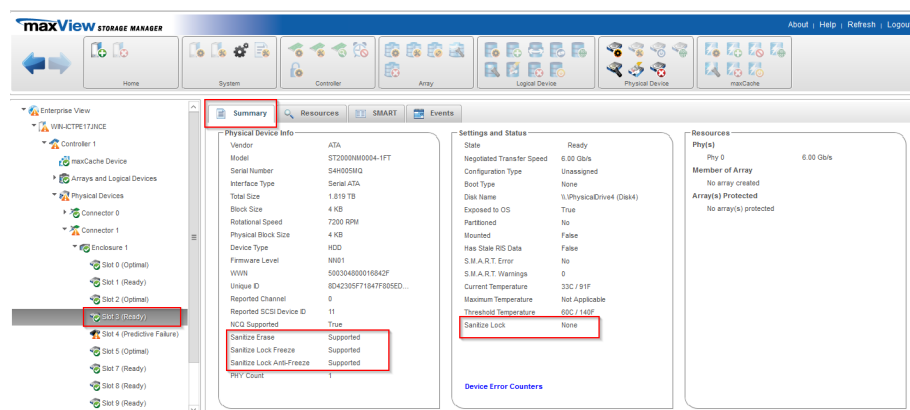 maxView STORAGE MANAGER
About | Help | Refresh | Logou
Home
System
Controller
Array
Logical Device
Physical Device
maxCache
Enterprise View
WIN-ICTPE17JNCE
Controller 1
maxCache Device
Arrays and Logical Devices
Physical Devices
Connector 0
Connector 1
Enclosure 1
Slot 0 (Optimal)
Slot 1 (Ready)
Slot 2 (Optimal)
Slot 3 (Ready)
Slot 4 (Predictive Failure)
Slot 5 (Optimal)
Slot 7 (Ready)
Slot 8 (Ready)
Slot 9 (Ready)
Summary Resources SMART Events
Physical Device Info
Vendor ATA
Model ST2000NM0004-1FT
Serial Number S4H005MQ
Interface Type Serial ATA
Total Size 1.819 TB
Block Size 4 KB
Rotational Speed 7200 RPM
Physical Block Size 4 KB
Device Type HDD
Firmware Level NN01
WWN 500304800016842F
Unique ID 8D42305F71847F805ED...
Reported Channel 0
Reported SCSI Device ID 11
NCQ Supported True
Sanitize Erase Supported
Sanitize Lock Freeze Supported
Sanitize Lock Anti-Freeze Supported
PHY Count 1
Settings and Status
State Ready
Negotiated Transfer Speed 6.00 Gb/s
Configuration Type Unassigned
Boot Type None
Disk Name \\.\PhysicalDrive4 (Disk4)
Exposed to OS True
Partitioned No
Mounted False
Has Stale RIS Data False
S.M.A.R.T. Error No
S.M.A.R.T. Warnings 0
Current Temperature 33C / 91F
Maximum Temperature Not Applicable
Threshold Temperature 60C / 140F
Sanitize Lock None
Device Error Counters
Resources
Phy(s)
Phy 0 6.00 Gb/s
Member of Array
No array created
Array(s) Protected
No array(s) protected